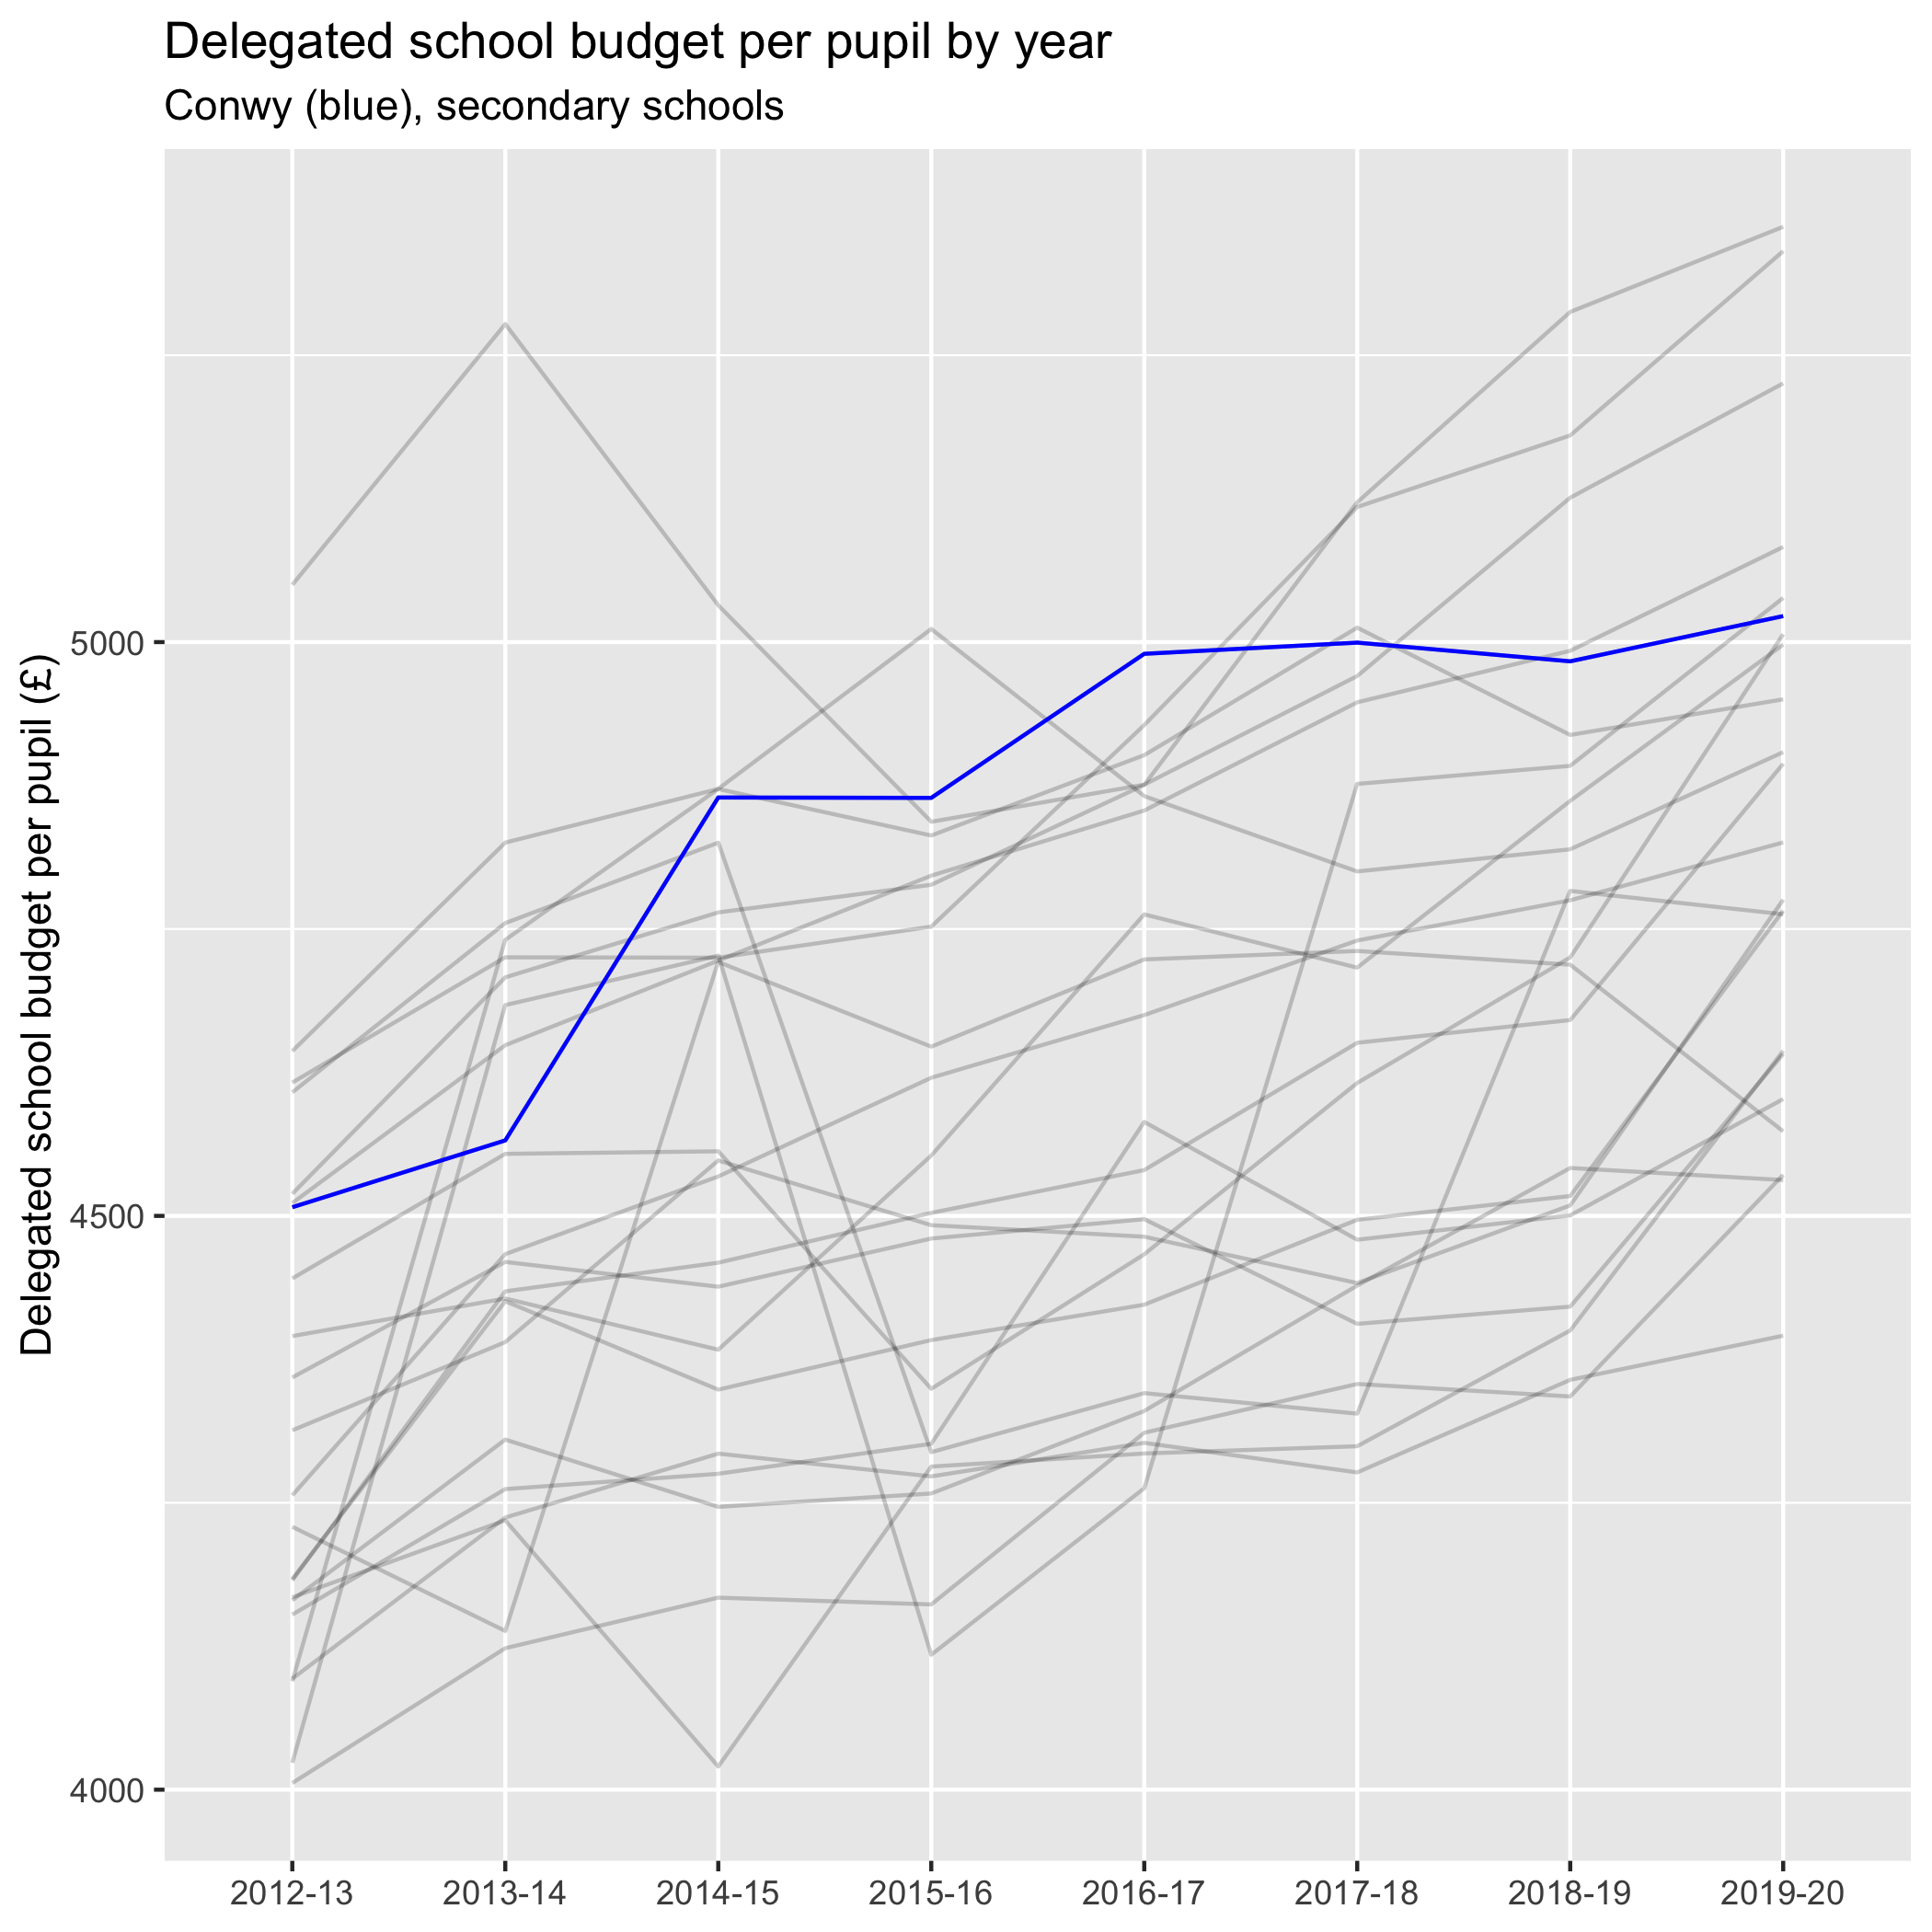 Delegated school budget per pupil by year
Conwy (blue), secondary schools
Delegated school budget per pupil (£)
5000
4500
4000
2012-13 2013-14 2014-15 2015-16 2016-17 2017-18 2018-19 2019-20